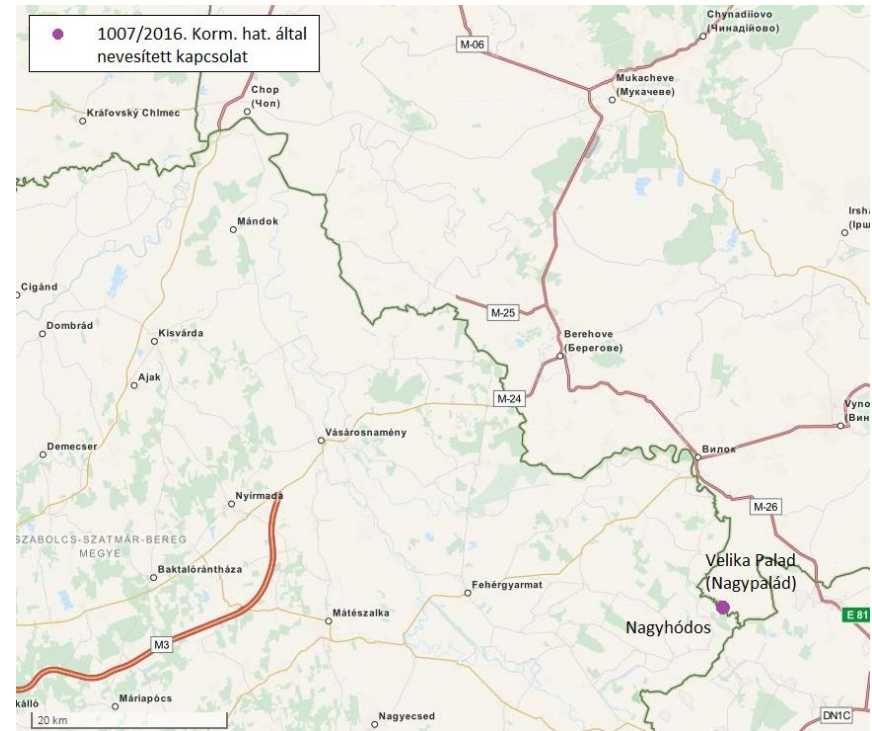 1007/2016. Korm. hat. által
nevesített kapcsolat
Chynadiiovo
(Чинадійово)
M-06
Mukacheve
(Мукачеве)
Chop
(Чоп)
Kráľovský Chlmec
Irsha
(Ірш
Mándok
Cigánd
M-25
Dombrád
Kisvárda
Berehove
(Берегове)
Ajak
M-24
Vyno
(Вин
Vásárosnamény
Demecser
Вилок
Nyírmada
M-26
SZABOLCS-SZATMÁR-BEREG
MEGYE
Velika Palad
(Nagypalád)
Baktalórántháza
Fehérgyarmat
E 81
Mátészalka
Nagyhódos
M3
Máriapócs
kálló
20 km
Nagyecsed
DN1C